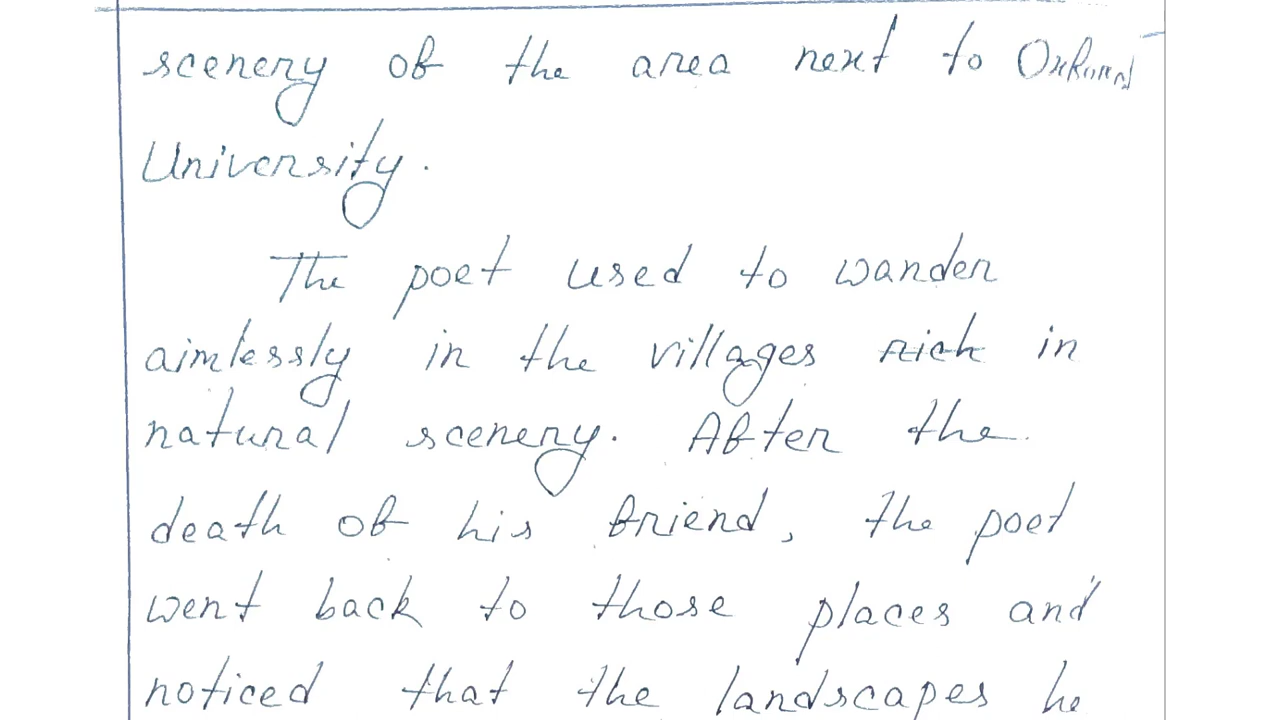 scenery of the area next to Oxford
University.
The poet used to wander
aimlessly in the villages rich in
natural scenery. After the
death of his friend, the poet
went back to those places and
noticed that the landscapes he